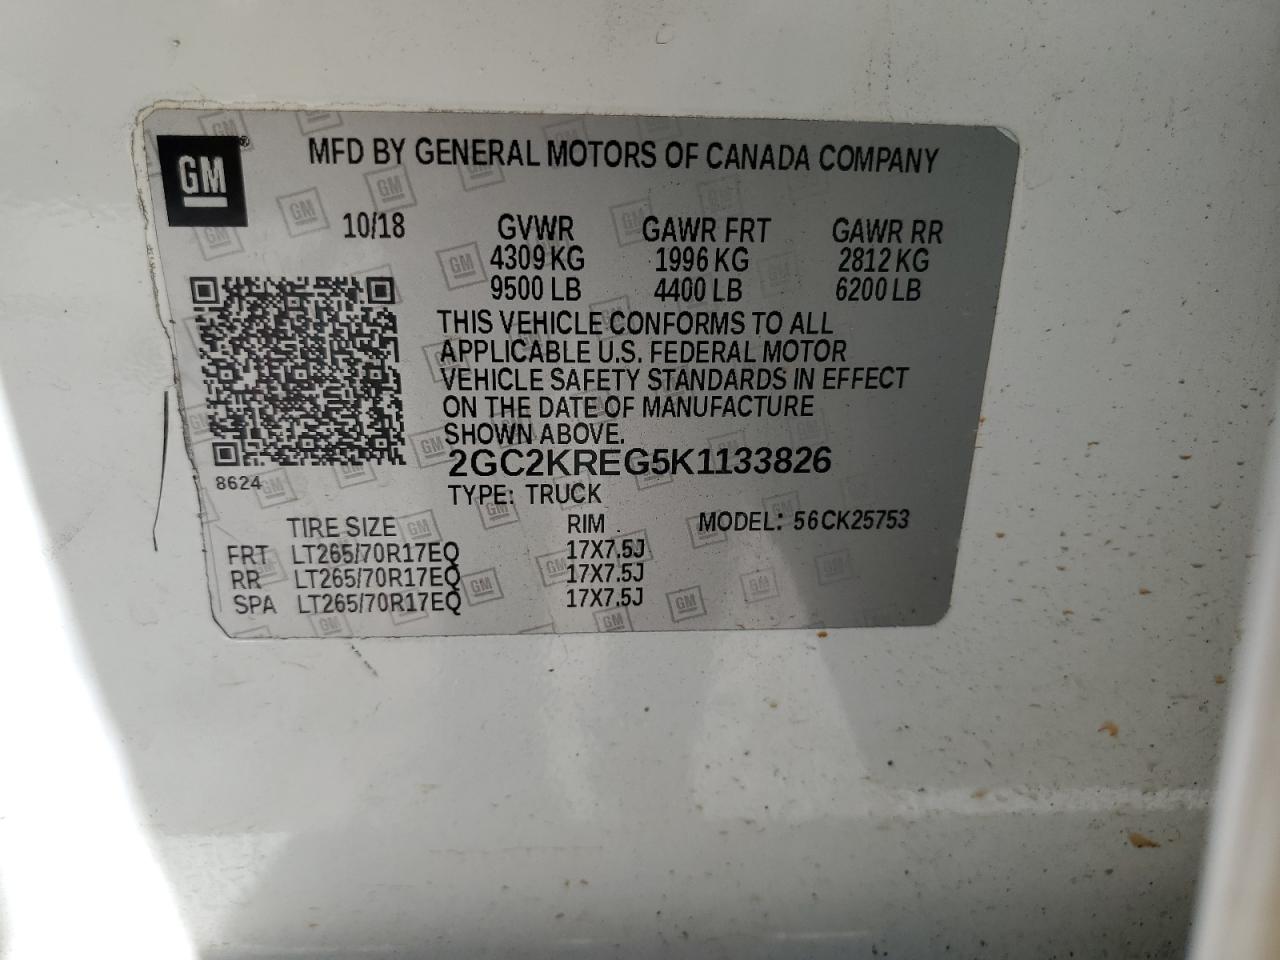 GM®
MFD BY GENERAL MOTORS OF CANADA COMPANY
10/18 GVWR GAWR FRT GAWR RR
4309 KG 1996 KG 2812 KG
9500 LB 4400 LB 6200 LB
THIS VEHICLE CONFORMS TO ALL
APPLICABLE U.S. FEDERAL MOTOR
VEHICLE SAFETY STANDARDS IN EFFECT
ON THE DATE OF MANUFACTURE
SHOWN ABOVE.
2GC2KREG5K1133826
8624
TYPE: TRUCK
TIRE SIZE RIM MODEL: 56CK25753
FRT LT265/70R17EQ 17X7.5J
RR LT265/70R17EQ 17X7.5J
SPA LT265/70R17EQ 17X7.5J